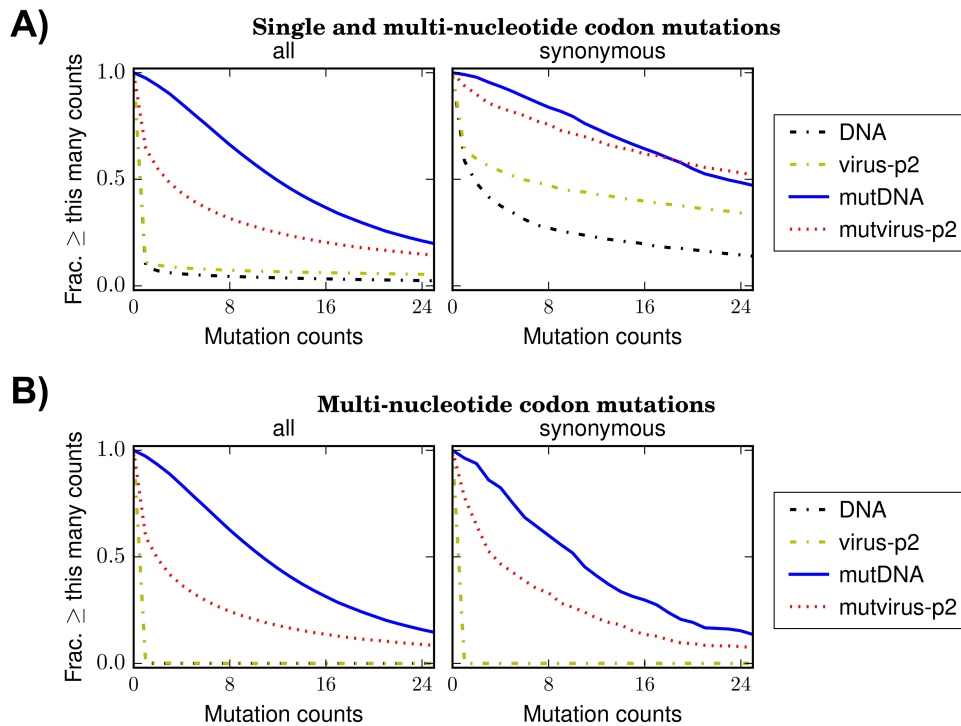 A)
Single and multi-nucleotide codon mutations
all
synonymous
Frac. ≥ this many counts
1.0
0.5
0.0
0 8 16 24
0 8 16 24
Mutation counts
Mutation counts
DNA
virus-p2
mutDNA
mutvirus-p2
B)
Multi-nucleotide codon mutations
all
synonymous
Frac. ≥ this many counts
1.0
0.5
0.0
0 8 16 24
0 8 16 24
Mutation counts
Mutation counts
DNA
virus-p2
mutDNA
mutvirus-p2